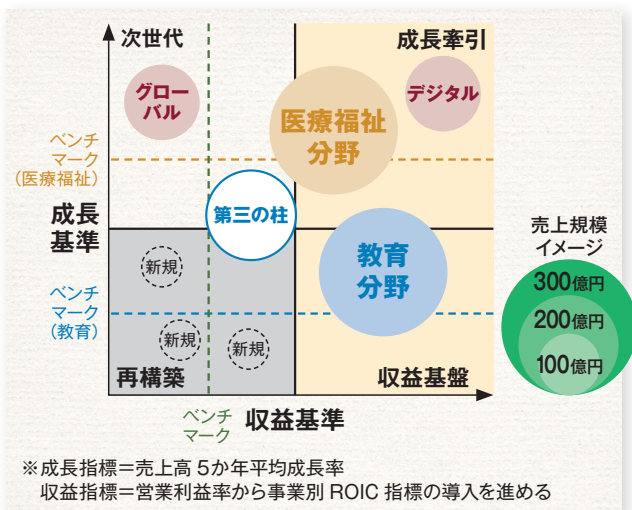 次世代
成長牽引
グロー
バル
デジタル
医療福祉
分野
ベンチ
マーク
(医療福祉)
第三の柱
成長
基準
教育
分野
新規
ベンチ
マーク
(教育)
新規
新規
再構築
収益基盤
ベンチ
マーク
収益基準
売上規模
イメージ
300億円
200億円
100億円
※成長指標=売上高5か年平均成長率
収益指標=営業利益率から事業別ROIC指標の導入を進める